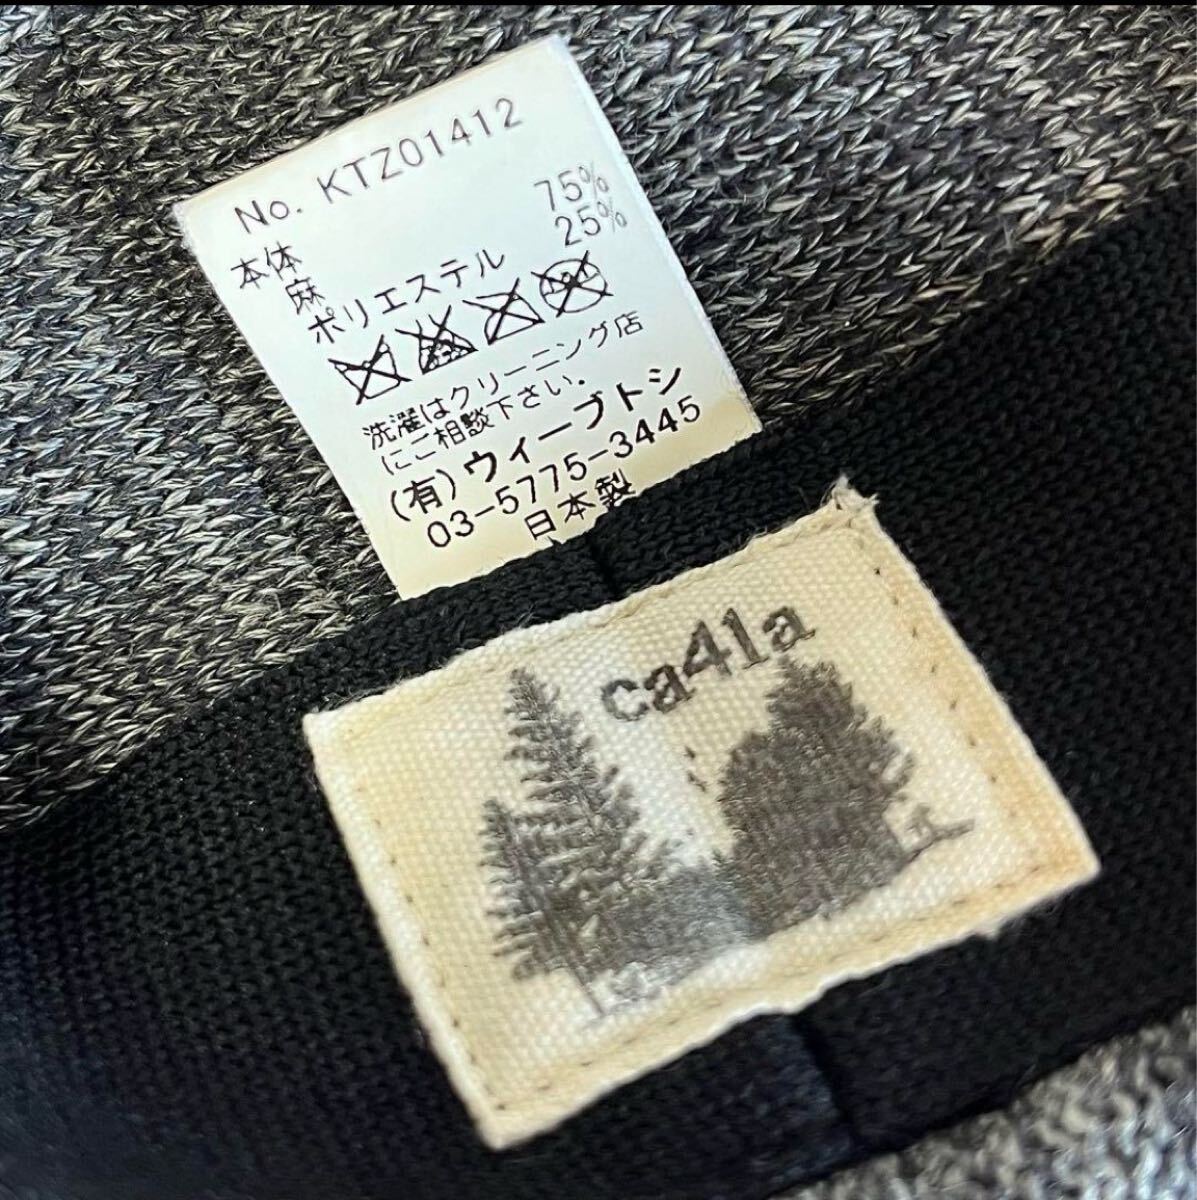 No. KTZ01412
本体
麻 75%
ポリエステル 25%
洗濯はクリーニング店
にご相談下さい.
(有)ウィーブトシ
03-5775-3445
日本製
ca41a